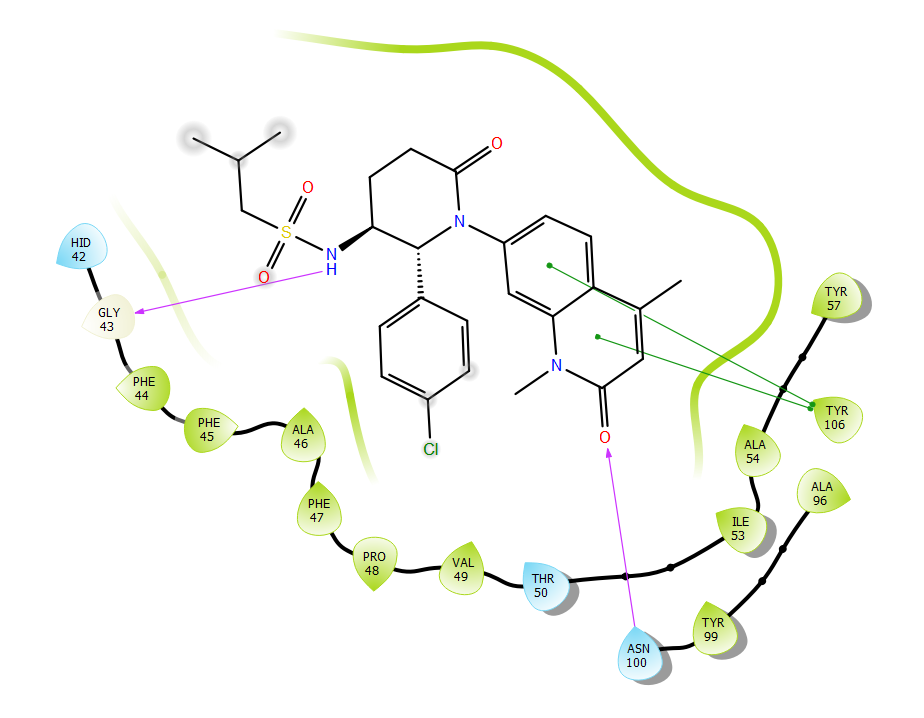 O
O
S
O
N
H
N
HID
42
GLY
43
PHE
44
PHE
45
ALA
46
PHE
47
PRO
48
VAL
49
THR
50
Cl
N
O
TYR
57
TYR
106
ALA
54
ALA
96
ILE
53
TYR
99
ASN
100